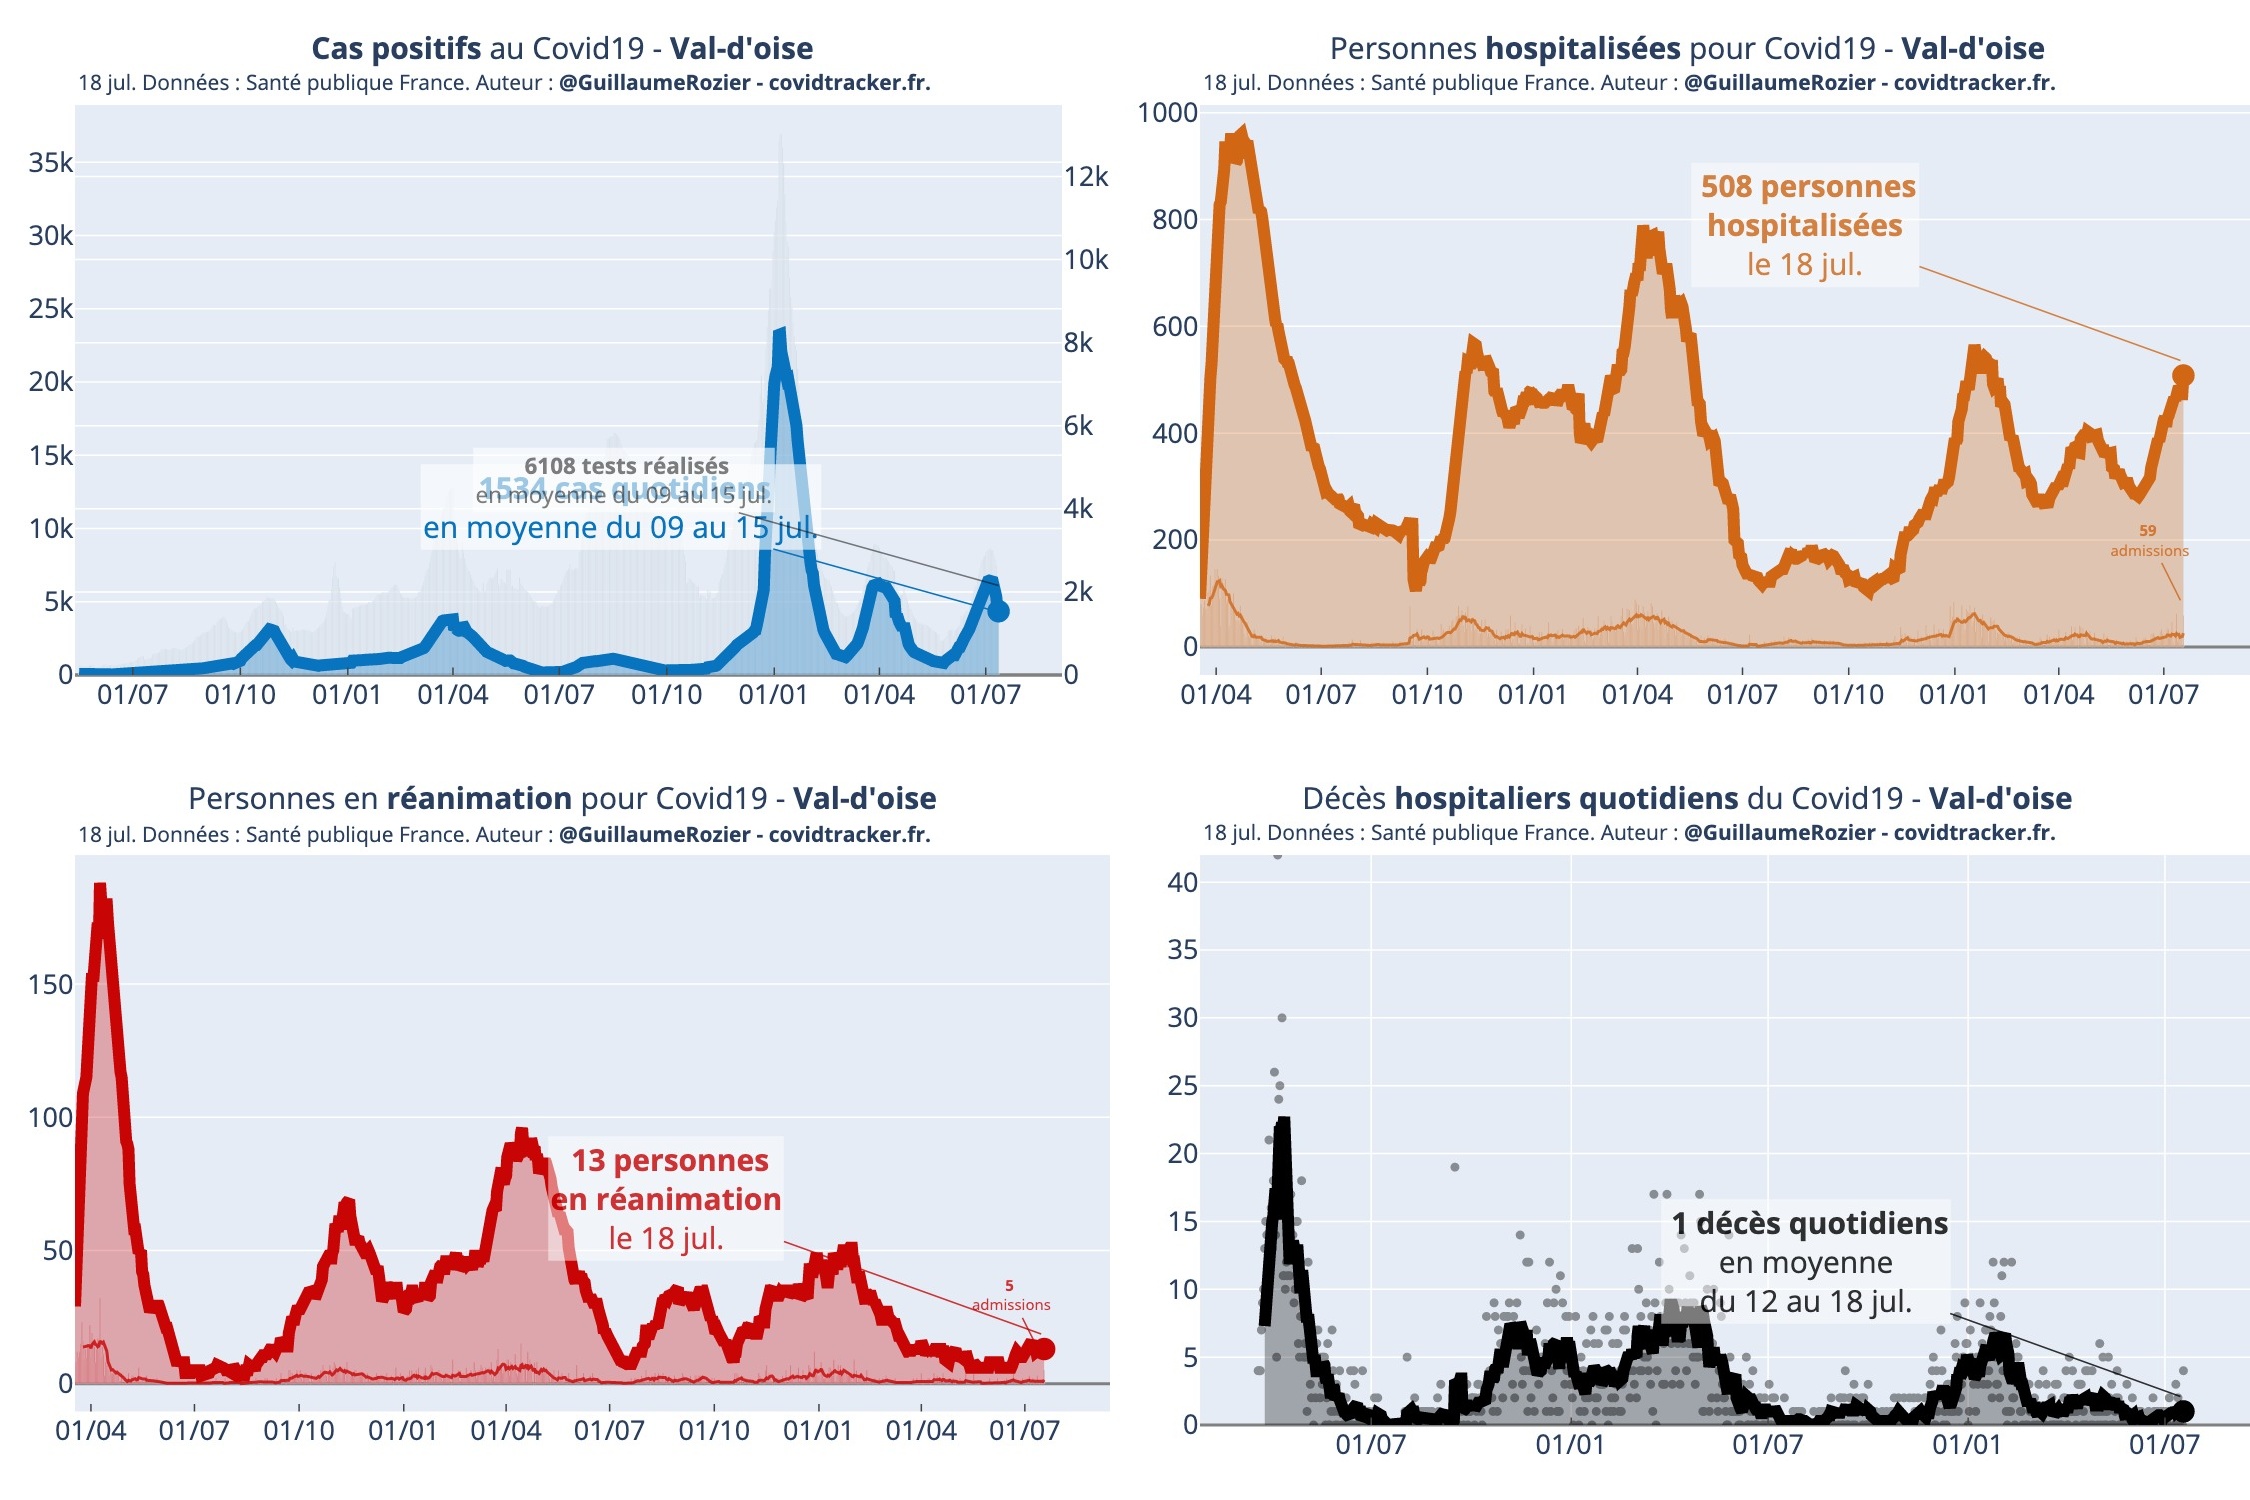 Cas positifs au Covid19 - Val-d'oise
18 jul. Données : Santé publique France. Auteur : @GuillaumeRozier - covidtracker.fr.
35k
30k
25k
20k
15k
10k
5k
0
12k
10k
8k
6k
4k
2k
0
6108 tests réalisés
en moyenne du 09 au 15 jul.
1534 cas quotidiens
en moyenne du 09 au 15 jul.
01/07 01/10 01/01 01/04 01/07 01/10 01/01 01/04 01/07
Personnes hospitalisées pour Covid19 - Val-d'oise
18 jul. Données : Santé publique France. Auteur : @GuillaumeRozier - covidtracker.fr.
1000
800
600
400
200
0
508 personnes
hospitalisées
le 18 jul.
59
admissions
01/04 01/07 01/10 01/01 01/04 01/07 01/10 01/01 01/04 01/07
Personnes en réanimation pour Covid19 - Val-d'oise
18 jul. Données : Santé publique France. Auteur : @GuillaumeRozier - covidtracker.fr.
150
100
50
0
13 personnes
en réanimation
le 18 jul.
5
admissions
01/04 01/07 01/10 01/01 01/04 01/07 01/10 01/01 01/04 01/07
Décès hospitaliers quotidiens du Covid19 - Val-d'oise
18 jul. Données : Santé publique France. Auteur : @GuillaumeRozier - covidtracker.fr.
40
35
30
25
20
15
10
5
0
1 décès quotidiens
en moyenne
du 12 au 18 jul.
01/07 01/01 01/07 01/01 01/07